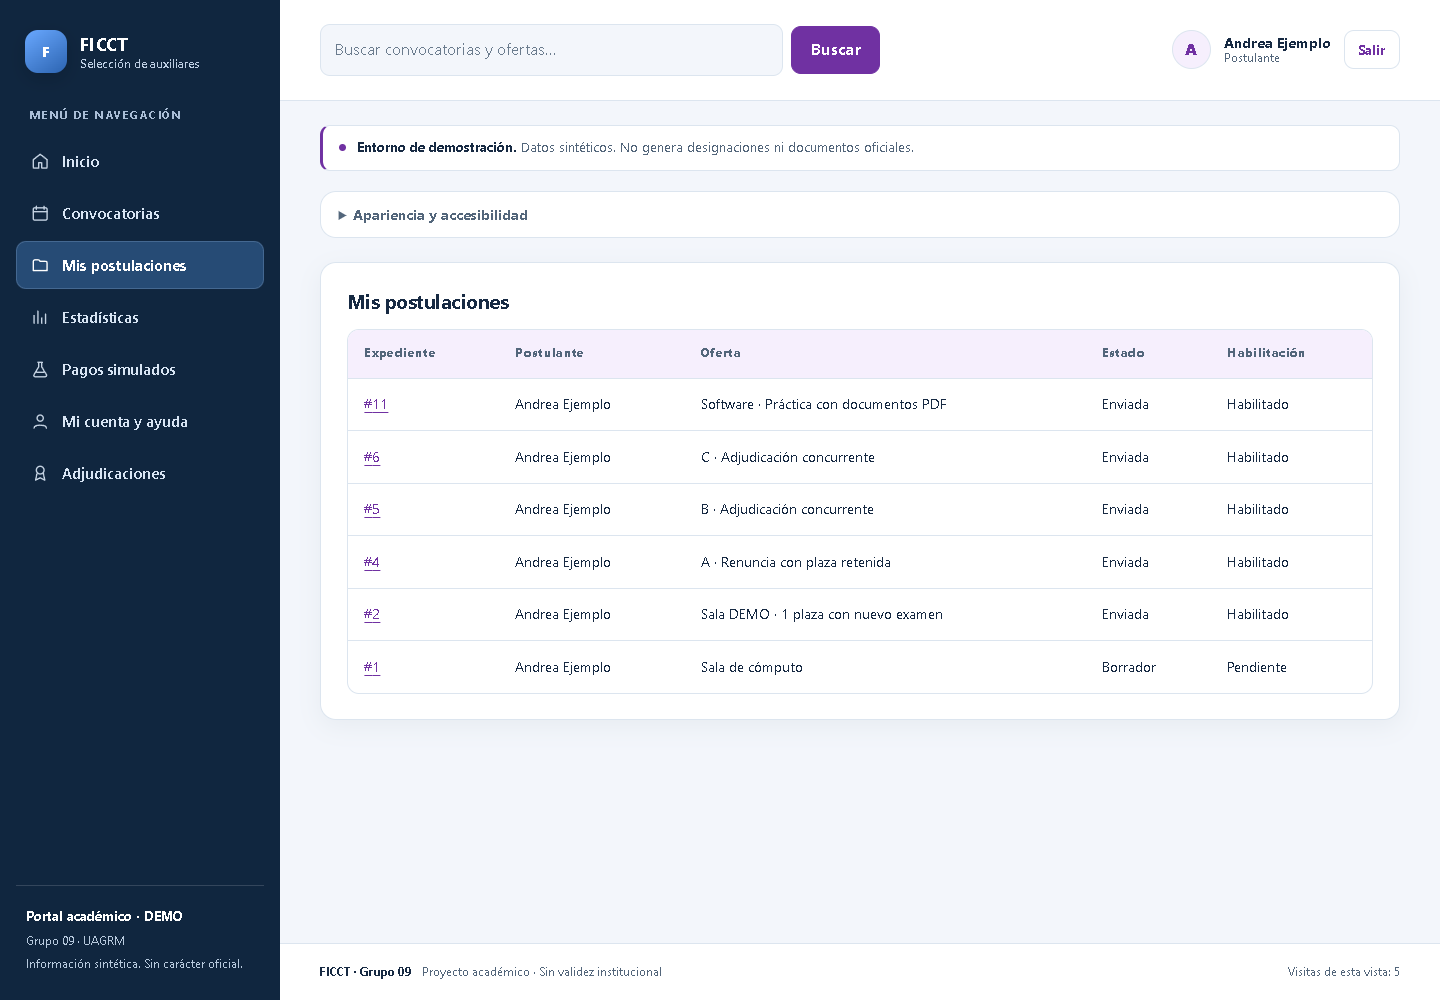 F
FICCT
Selección de auxiliares
MENÚ DE NAVEGACIÓN
Inicio
Convocatorias
Mis postulaciones
Estadísticas
Pagos simulados
Mi cuenta y ayuda
Adjudicaciones
Portal académico · DEMO
Grupo 09 · UAGRM
Información sintética. Sin carácter oficial.
Buscar convocatorias y ofertas... Buscar
A Andrea Ejemplo Salir
Postulante
Entorno de demostración. Datos sintéticos. No genera designaciones ni documentos oficiales.
Apariencia y accesibilidad
Mis postulaciones
Expediente Postulante Oferta Estado Habilitación
#11 Andrea Ejemplo Software · Práctica con documentos PDF Enviada Habilitado
#6 Andrea Ejemplo C · Adjudicación concurrente Enviada Habilitado
#5 Andrea Ejemplo B · Adjudicación concurrente Enviada Habilitado
#4 Andrea Ejemplo A · Renuncia con plaza retenida Enviada Habilitado
#2 Andrea Ejemplo Sala DEMO · 1 plaza con nuevo examen Enviada Habilitado
#1 Andrea Ejemplo Sala de cómputo Borrador Pendiente
FICCT · Grupo 09 Proyecto académico · Sin validez institucional Visitas de esta vista: 5